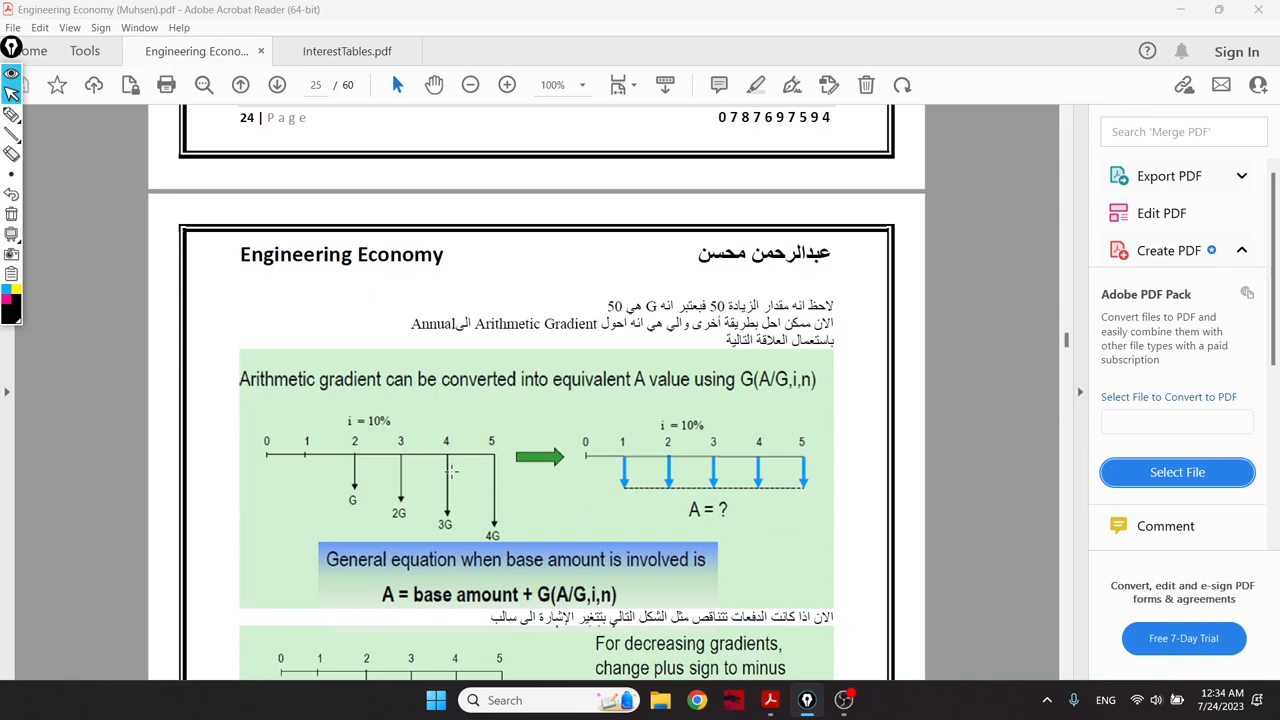 Engineering Economy (Muhsen).pdf - Adobe Acrobat Reader (64-bit)
File Edit View Sign Window Help
ome Tools Engineering Econo... × InterestTables.pdf Sign In
25 / 60 100%
24 | Page 0787697594
Engineering Economy عبدالرحمن محسن
لاحظ انه مقدار الزيادة 50 فيعتبر انه G هي 50
الان ممكن احل بطريقة أخرى والي هي انه احول Arithmetic Gradient الىAnnual
باستعمال العلاقة التالية
Arithmetic gradient can be converted into equivalent A value using G(A/G,i,n)
i = 10%
0 1 2 3 4 5
G
2G
3G
4G
i = 10%
0 1 2 3 4 5
A = ?
General equation when base amount is involved is
A = base amount + G(A/G,i,n)
الان اذا كانت الدفعات تتناقص مثل الشكل التالي بتتغير الإشارة الى سالب
0 1 2 3 4 5
For decreasing gradients,
change plus sign to minus
Search 'Merge PDF'
Export PDF
Edit PDF
Create PDF
Adobe PDF Pack
Convert files to PDF and
easily combine them with
other file types with a paid
subscription
Select File to Convert to PDF
Select File
Comment
Convert, edit and e-sign PDF
forms & agreements
Free 7-Day Trial
Search
ENG
12:34 AM
7/24/2023